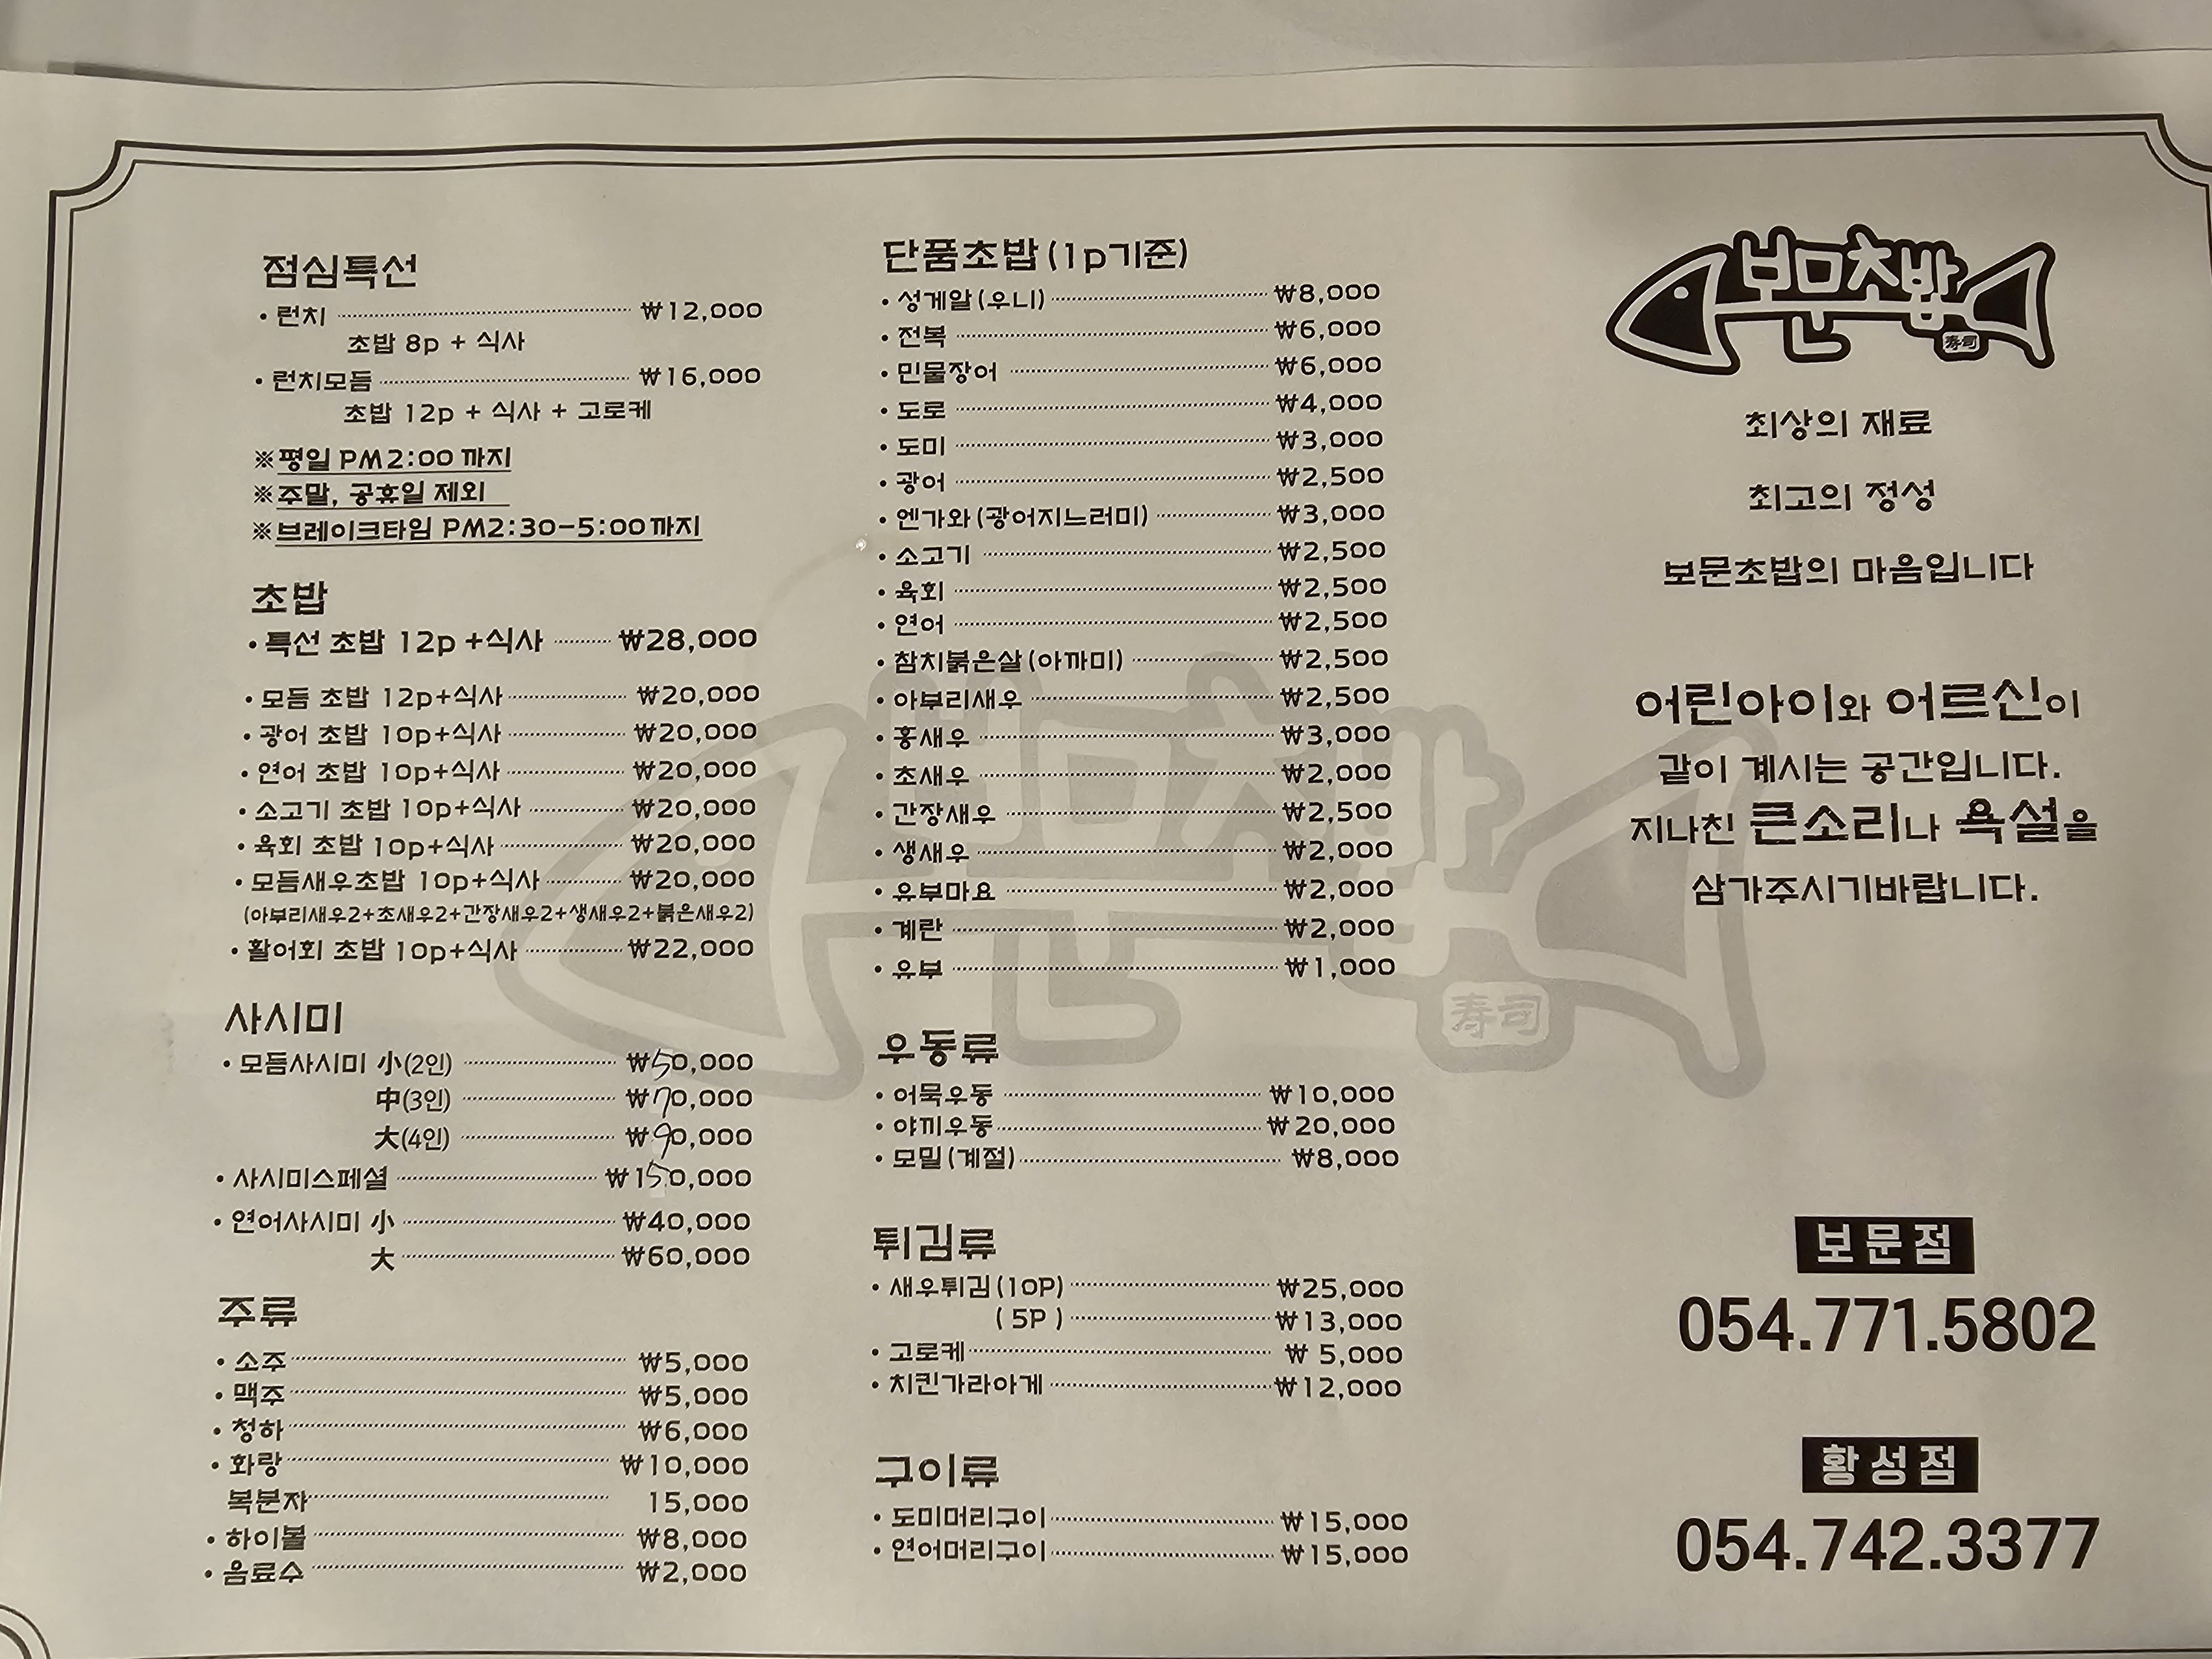 점심특선
• 런치 ₩12,000
초밥 8p + 식사
• 런치모듬 ₩16,000
초밥 12p + 식사 + 고로케
※평일 PM2:00 까지
※주말, 공휴일 제외
※브레이크타임 PM2:30-5:00까지
초밥
• 특선 초밥 12p +식사 ₩28,000
• 모듬 초밥 12p+식사 ₩20,000
• 광어 초밥 10p+식사 ₩20,000
• 연어 초밥 10p+식사 ₩20,000
• 소고기 초밥 10p+식사 ₩20,000
• 육회 초밥 10p+식사 ₩20,000
• 모듬새우초밥 10p+식사 ₩20,000
(아부리새우2+초새우2+간장새우2+생새우2+붉은새우2)
• 활어회 초밥 10p+식사 ₩22,000
사시미
• 모듬사시미 小(2인) ₩50,000
中(3인) ₩70,000
大(4인) ₩90,000
• 사시미스페셜 ₩150,000
• 연어사시미 小 ₩40,000
大 ₩60,000
주류
• 소주 ₩5,000
• 맥주 ₩5,000
• 청하 ₩6,000
• 화랑 ₩10,000
복분자 15,000
• 하이볼 ₩8,000
• 음료수 ₩2,000
단품초밥(1p기준)
• 성게알(우니) ₩8,000
• 전복 ₩6,000
• 민물장어 ₩6,000
• 도로 ₩4,000
• 도미 ₩3,000
• 광어 ₩2,500
• 엔가와(광어지느러미) ₩3,000
• 소고기 ₩2,500
• 육회 ₩2,500
• 연어 ₩2,500
• 참치붉은살(아까미) ₩2,500
• 아부리새우 ₩2,500
• 홍새우 ₩3,000
• 초새우 ₩2,000
• 간장새우 ₩2,500
• 생새우 ₩2,000
• 유부마요 ₩2,000
• 계란 ₩2,000
• 유부 ₩1,000
우동류
• 어묵우동 ₩10,000
• 야끼우동 ₩20,000
• 모밀(계절) ₩8,000
튀김류
• 새우튀김(10P) ₩25,000
( 5P ) ₩13,000
• 고로케 ₩ 5,000
• 치킨가라아게 ₩12,000
구이류
• 도미머리구이 ₩15,000
• 연어머리구이 ₩15,000
보문초밥
寿司
최상의 재료
최고의 정성
보문초밥의 마음입니다
어린아이와 어르신이
같이 계시는 공간입니다.
지나친 큰소리나 욕설을
삼가주시기바랍니다.
보문점
054.771.5802
황성점
054.742.3377
보문초밥
寿司